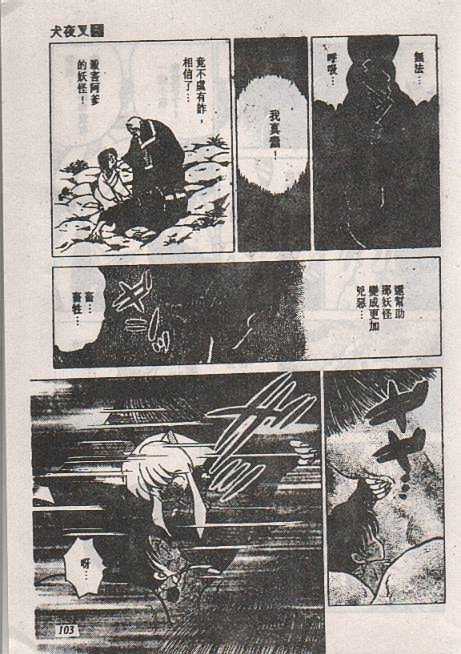 犬夜叉
無法…
呼吸…
我真蠢！
竟不虞有詐，
相信了…
殺害阿爹
的妖怪！
還幫助
那妖怪
變成更加
兇惡…
畜…
畜牲…
呀…
103